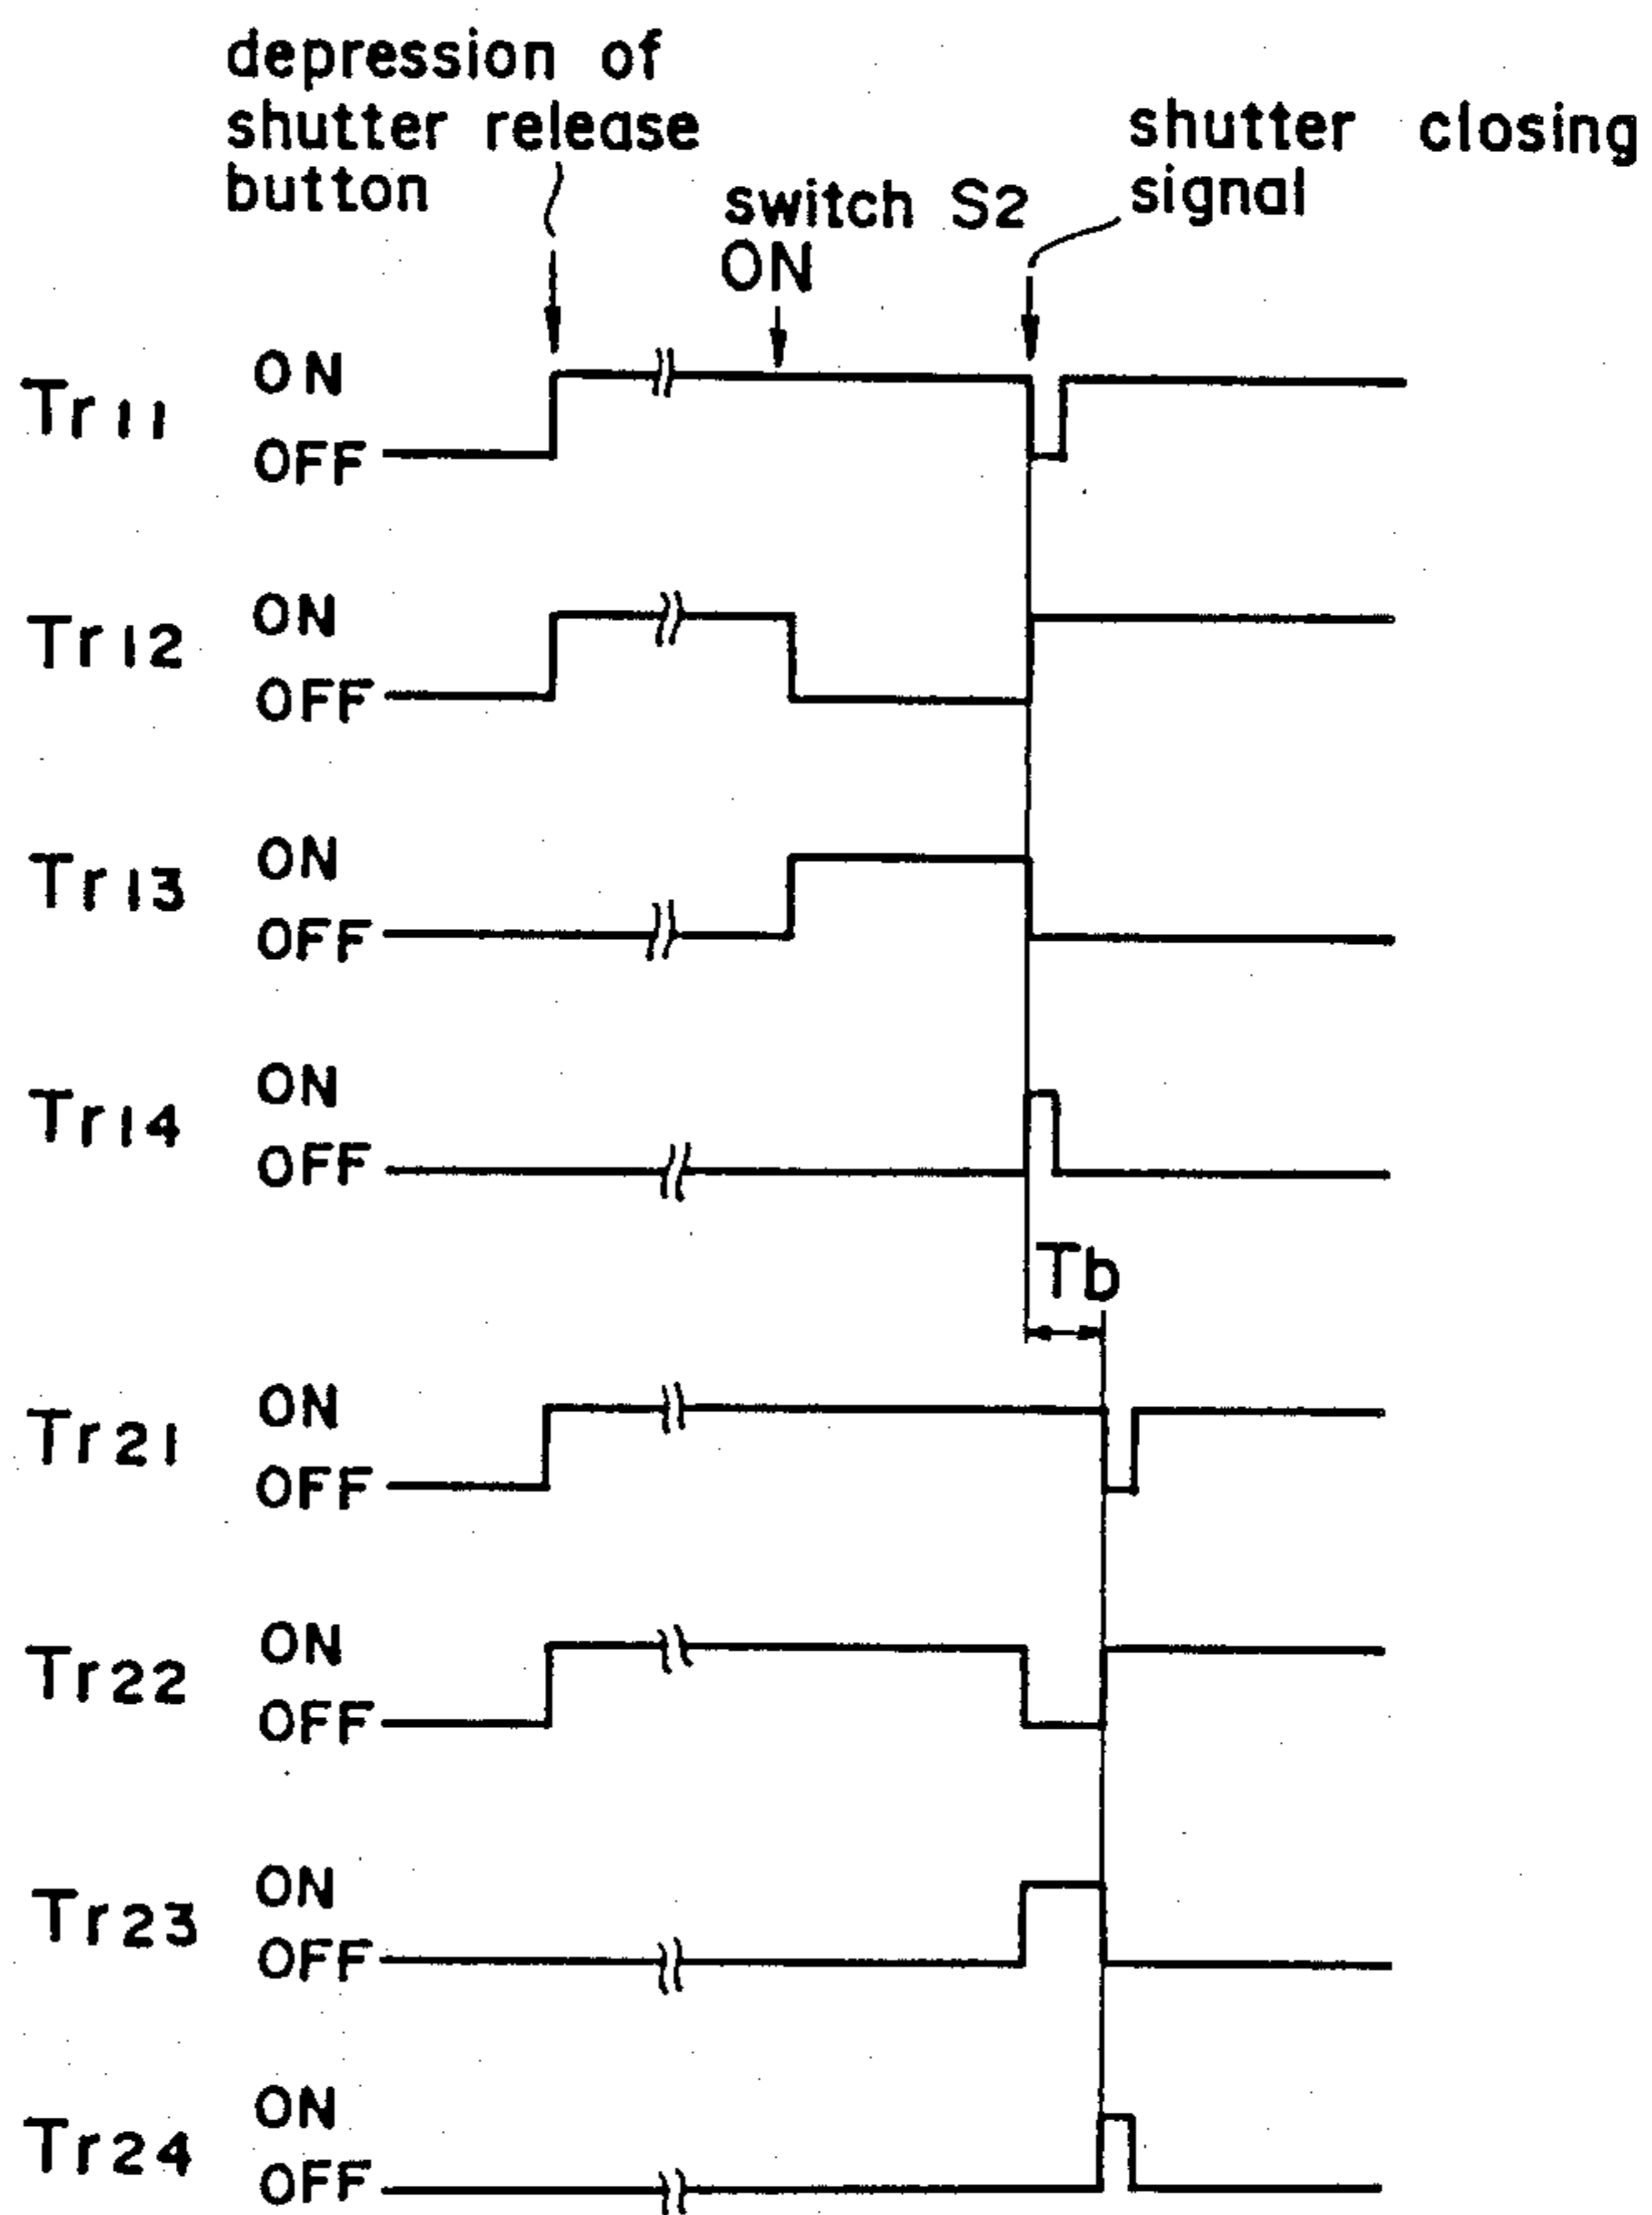 depression of
shutter release
button
switch S2
ON
shutter closing
signal
Tr11 ON
OFF
Tr12 ON
OFF
Tr13 ON
OFF
Tr14 ON
OFF
Tb
Tr21 ON
OFF
Tr22 ON
OFF
Tr23 ON
OFF
Tr24 ON
OFF